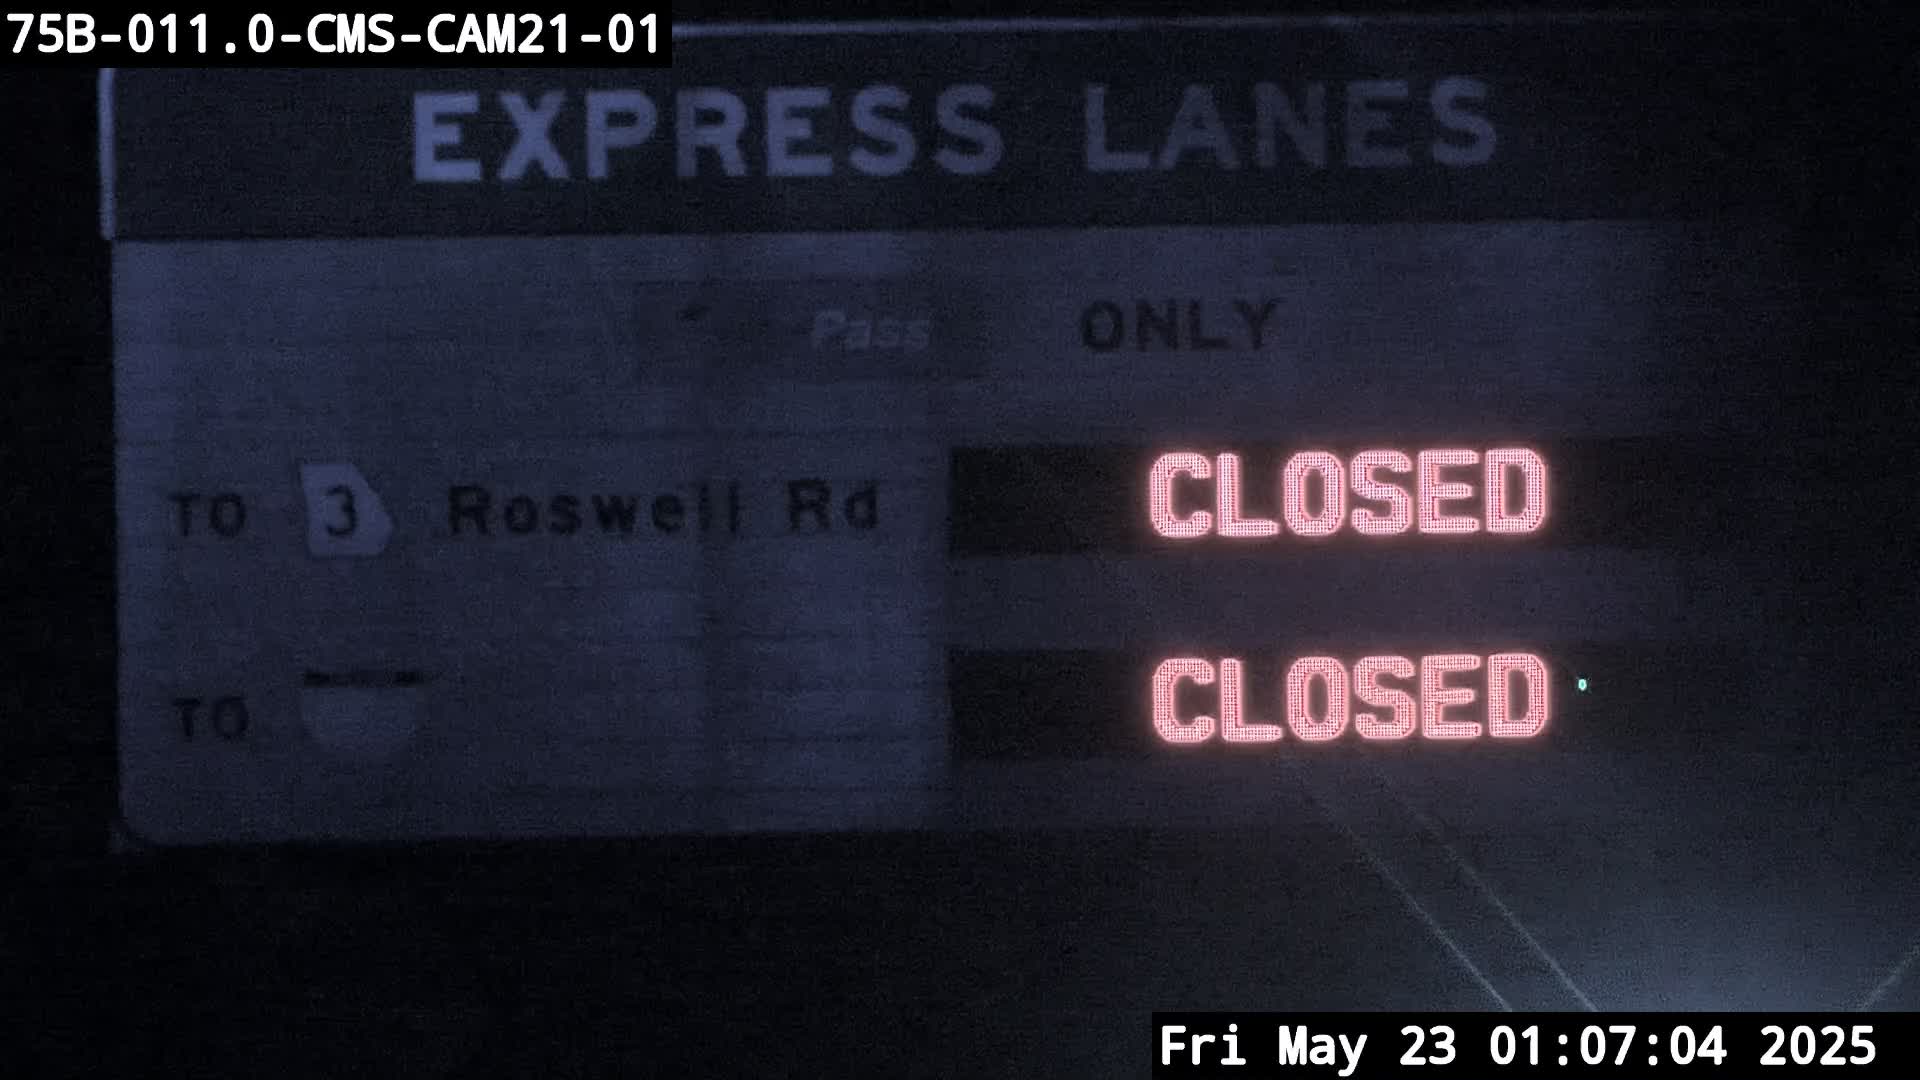 75B-011.0-CMS-CAM21-01
EXPRESS LANES
Pass ONLY
TO 3 Roswell Rd CLOSED
TO CLOSED
Fri May 23 01:07:04 2025